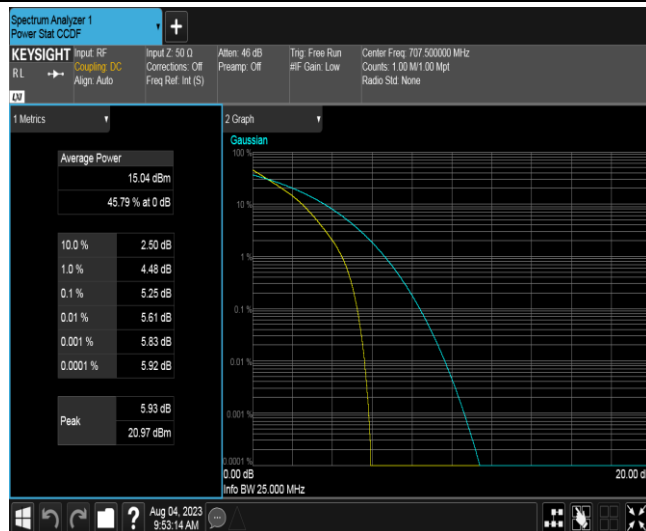 Spectrum Analyzer 1
Power Stat CCDF
+
KEYSIGHT
RL
Input: RF
Coupling: DC
Align: Auto
Input Z: 50 Ω
Corrections: Off
Freq Ref: Int (S)
Atten: 46 dB
Preamp: Off
Trig: Free Run
#IF Gain: Low
Center Freq: 707.500000 MHz
Counts: 1.00 M/1.00 Mpt
Radio Std: None
1 Metrics
Average Power
15.04 dBm
45.79 % at 0 dB
10.0 % 2.50 dB
1.0 % 4.48 dB
0.1 % 5.25 dB
0.01 % 5.61 dB
0.001 % 5.83 dB
0.0001 % 5.92 dB
Peak
5.93 dB
20.97 dBm
2 Graph
Gaussian
100 %
10 %
1 %
0.1 %
0.01 %
0.001 %
0.0001 %
0.00 dB
20.00 d
Info BW 25.000 MHz
?
Aug 04, 2023
9:53:14 AM